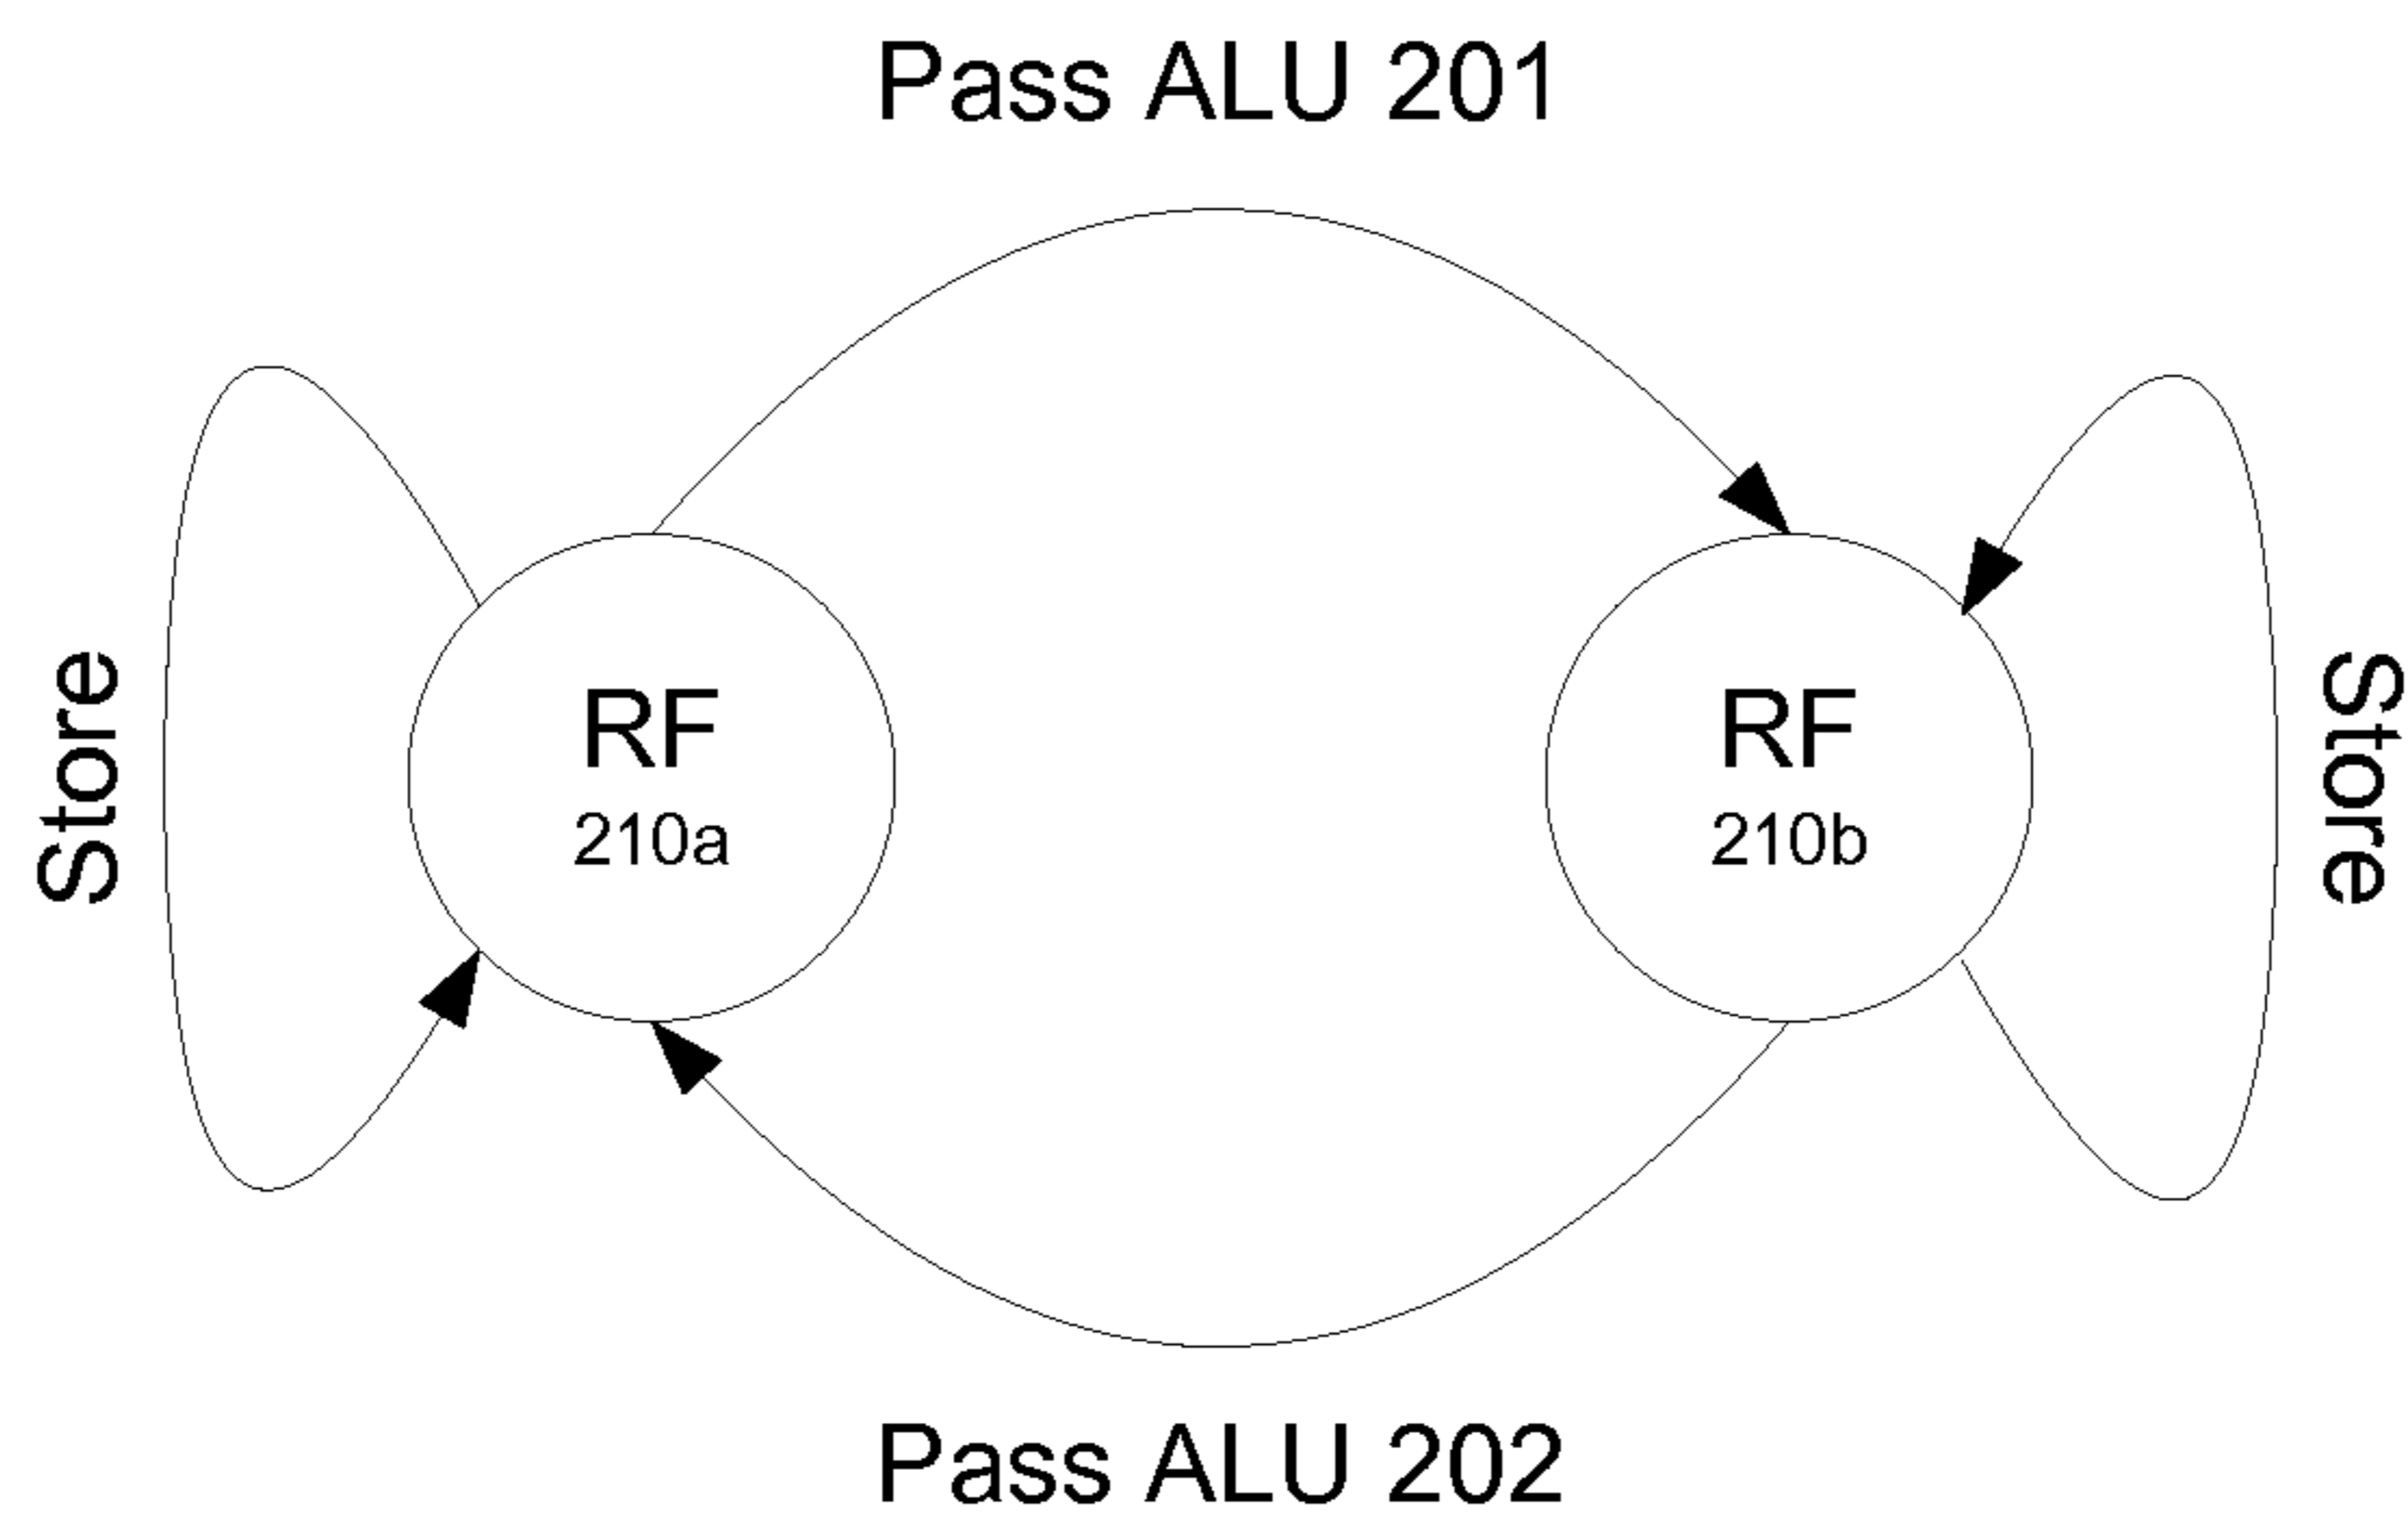 Pass ALU 201
Store
RF
210a
RF
210b
Store
Pass ALU 202